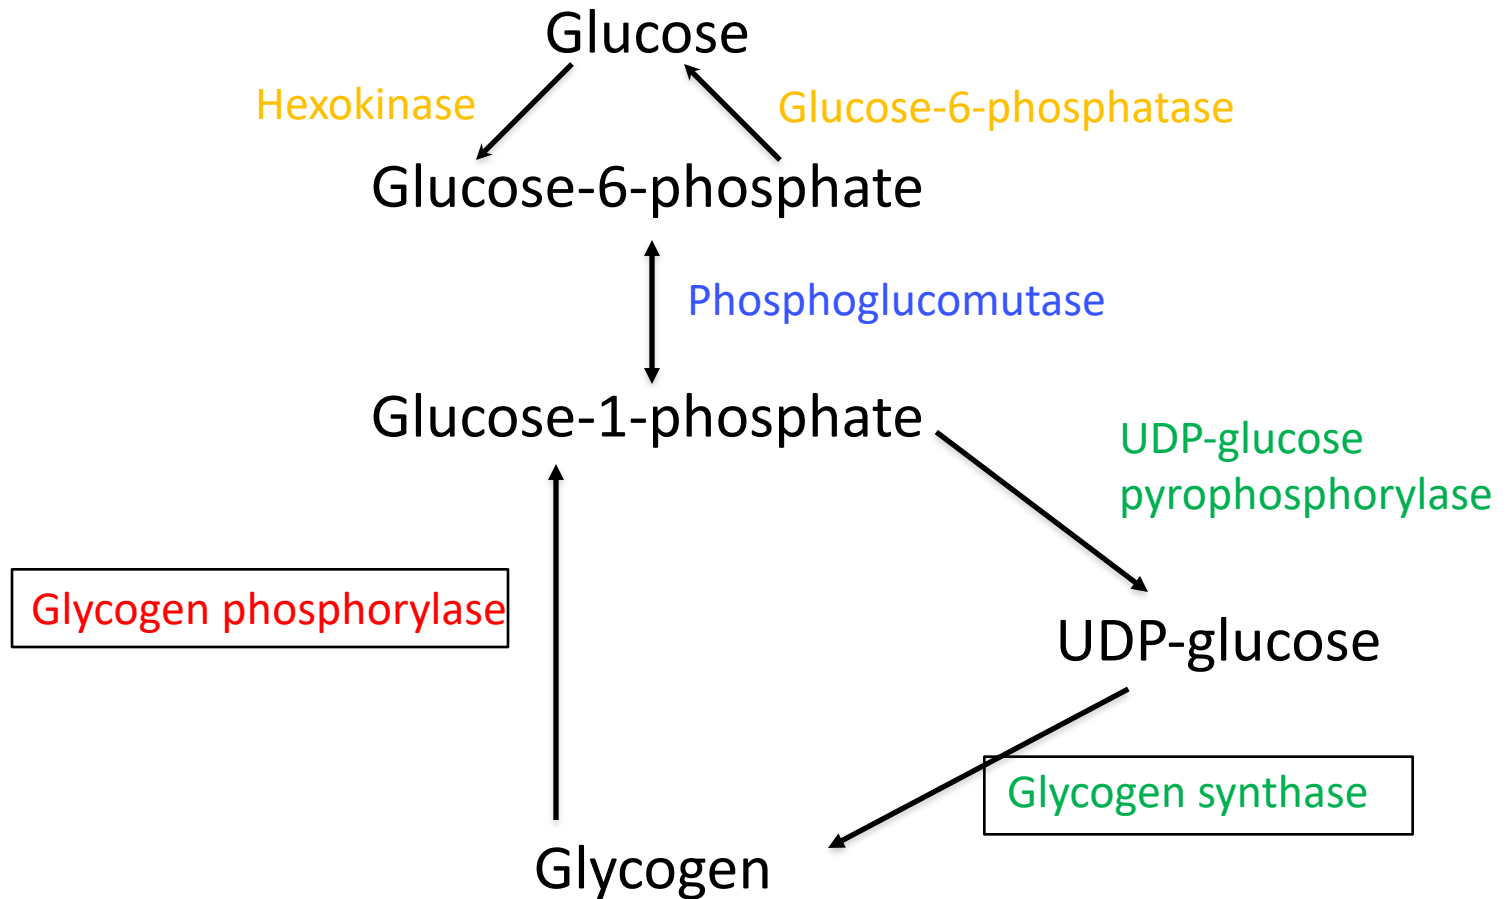 Glucose
Hexokinase
Glucose-6-phosphatase
Glucose-6-phosphate
Phosphoglucomutase
Glucose-1-phosphate
UDP-glucose
pyrophosphorylase
Glycogen phosphorylase
UDP-glucose
Glycogen synthase
Glycogen